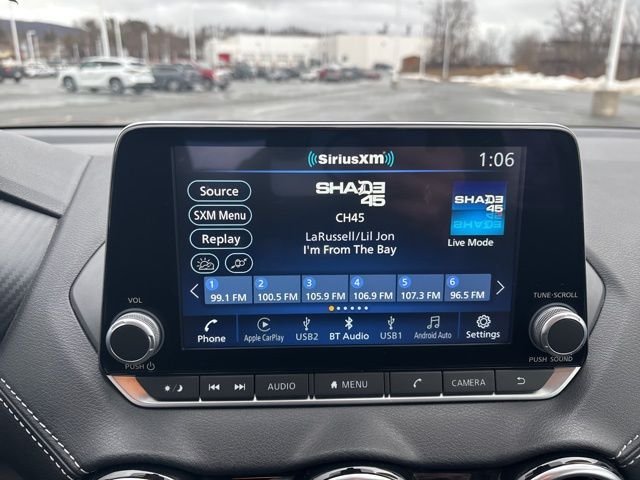 SiriusXM
1:06
Source
SXM Menu
Replay
SHADE
45
CH45
LaRussell/Lil Jon
I'm From The Bay
SHADE
45
Live Mode
1 2 3 4 5 6
99.1 FM 100.5 FM 105.9 FM 106.9 FM 107.3 FM 96.5 FM
Phone Apple CarPlay USB2 BT Audio USB1 Android Auto Settings
VOL
PUSH
TUNE·SCROLL
PUSH SOUND
AUDIO MENU CAMERA